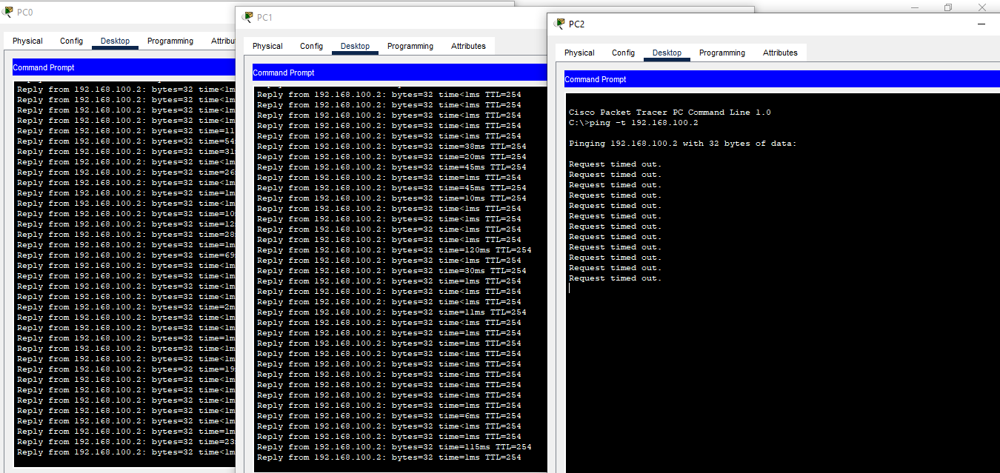 PC0
Physical Config Desktop Programming Attribu
Command Prompt
Reply from 192.168.100.2: bytes=32 time<1m
Reply from 192.168.100.2: bytes=32 time<1m
Reply from 192.168.100.2: bytes=32 time<1m
Reply from 192.168.100.2: bytes=32 time<1m
Reply from 192.168.100.2: bytes=32 time=11
Reply from 192.168.100.2: bytes=32 time=54
Reply from 192.168.100.2: bytes=32 time=31
Reply from 192.168.100.2: bytes=32 time<1m
Reply from 192.168.100.2: bytes=32 time=26
Reply from 192.168.100.2: bytes=32 time<1m
Reply from 192.168.100.2: bytes=32 time=1m
Reply from 192.168.100.2: bytes=32 time<1m
Reply from 192.168.100.2: bytes=32 time=10
Reply from 192.168.100.2: bytes=32 time=12
Reply from 192.168.100.2: bytes=32 time=28
Reply from 192.168.100.2: bytes=32 time=1m
Reply from 192.168.100.2: bytes=32 time=69
Reply from 192.168.100.2: bytes=32 time<1m
Reply from 192.168.100.2: bytes=32 time<1m
Reply from 192.168.100.2: bytes=32 time<1m
Reply from 192.168.100.2: bytes=32 time<1m
Reply from 192.168.100.2: bytes=32 time=2m
Reply from 192.168.100.2: bytes=32 time<1m
Reply from 192.168.100.2: bytes=32 time<1m
Reply from 192.168.100.2: bytes=32 time=1m
Reply from 192.168.100.2: bytes=32 time<1m
Reply from 192.168.100.2: bytes=32 time<1m
Reply from 192.168.100.2: bytes=32 time=19
Reply from 192.168.100.2: bytes=32 time<1m
Reply from 192.168.100.2: bytes=32 time<1m
Reply from 192.168.100.2: bytes=32 time=1m
Reply from 192.168.100.2: bytes=32 time<1m
Reply from 192.168.100.2: bytes=32 time<1m
Reply from 192.168.100.2: bytes=32 time=1m
Reply from 192.168.100.2: bytes=32 time=23
Reply from 192.168.100.2: bytes=32 time<1m
PC1
Physical Config Desktop Programming Attributes
Command Prompt
Reply from 192.168.100.2: bytes=32 time<1ms TTL=254
Reply from 192.168.100.2: bytes=32 time<1ms TTL=254
Reply from 192.168.100.2: bytes=32 time<1ms TTL=254
Reply from 192.168.100.2: bytes=32 time<1ms TTL=254
Reply from 192.168.100.2: bytes=32 time<1ms TTL=254
Reply from 192.168.100.2: bytes=32 time=38ms TTL=254
Reply from 192.168.100.2: bytes=32 time=20ms TTL=254
Reply from 192.168.100.2: bytes=32 time=45ms TTL=254
Reply from 192.168.100.2: bytes=32 time=1ms TTL=254
Reply from 192.168.100.2: bytes=32 time=45ms TTL=254
Reply from 192.168.100.2: bytes=32 time=10ms TTL=254
Reply from 192.168.100.2: bytes=32 time<1ms TTL=254
Reply from 192.168.100.2: bytes=32 time<1ms TTL=254
Reply from 192.168.100.2: bytes=32 time<1ms TTL=254
Reply from 192.168.100.2: bytes=32 time<1ms TTL=254
Reply from 192.168.100.2: bytes=32 time=120ms TTL=254
Reply from 192.168.100.2: bytes=32 time<1ms TTL=254
Reply from 192.168.100.2: bytes=32 time=30ms TTL=254
Reply from 192.168.100.2: bytes=32 time=1ms TTL=254
Reply from 192.168.100.2: bytes=32 time<1ms TTL=254
Reply from 192.168.100.2: bytes=32 time<1ms TTL=254
Reply from 192.168.100.2: bytes=32 time=11ms TTL=254
Reply from 192.168.100.2: bytes=32 time<1ms TTL=254
Reply from 192.168.100.2: bytes=32 time=1ms TTL=254
Reply from 192.168.100.2: bytes=32 time=1ms TTL=254
Reply from 192.168.100.2: bytes=32 time<1ms TTL=254
Reply from 192.168.100.2: bytes=32 time<1ms TTL=254
Reply from 192.168.100.2: bytes=32 time<1ms TTL=254
Reply from 192.168.100.2: bytes=32 time<1ms TTL=254
Reply from 192.168.100.2: bytes=32 time<1ms TTL=254
Reply from 192.168.100.2: bytes=32 time=1ms TTL=254
Reply from 192.168.100.2: bytes=32 time=6ms TTL=254
Reply from 192.168.100.2: bytes=32 time<1ms TTL=254
Reply from 192.168.100.2: bytes=32 time=1ms TTL=254
Reply from 192.168.100.2: bytes=32 time=115ms TTL=254
Reply from 192.168.100.2: bytes=32 time=1ms TTL=254
PC2
Physical Config Desktop Programming Attributes
Command Prompt
Cisco Packet Tracer PC Command Line 1.0
C:\>ping -t 192.168.100.2
Pinging 192.168.100.2 with 32 bytes of data:
Request timed out.
Request timed out.
Request timed out.
Request timed out.
Request timed out.
Request timed out.
Request timed out.
Request timed out.
Request timed out.
Request timed out.
Request timed out.
Request timed out.